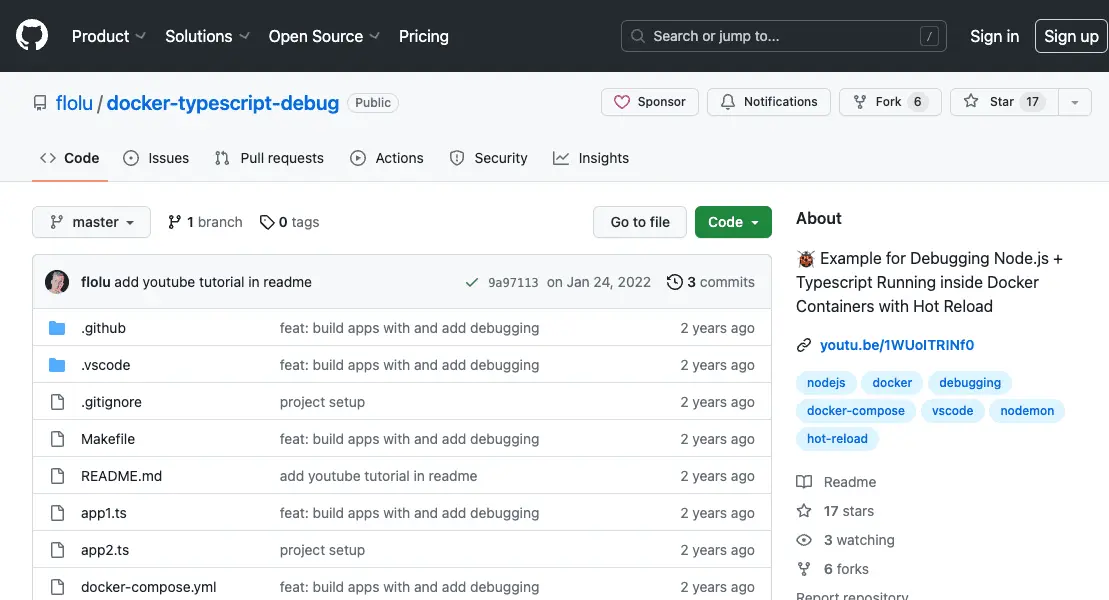 Product Solutions Open Source Pricing Search or jump to... / Sign in Sign up
flolu / docker-typescript-debug Public Sponsor Notifications Fork 6 Star 17
Code Issues Pull requests Actions Security Insights
master 1 branch 0 tags Go to file Code
flolu add youtube tutorial in readme 9a97113 on Jan 24, 2022 3 commits
.github feat: build apps with and add debugging 2 years ago
.vscode feat: build apps with and add debugging 2 years ago
.gitignore project setup 2 years ago
Makefile feat: build apps with and add debugging 2 years ago
README.md add youtube tutorial in readme 2 years ago
app1.ts feat: build apps with and add debugging 2 years ago
app2.ts project setup 2 years ago
docker-compose.yml feat: build apps with and add debugging 2 years ago
About
🐞 Example for Debugging Node.js +
Typescript Running inside Docker
Containers with Hot Reload
youtu.be/1WUoITRINf0
nodejs docker debugging
docker-compose vscode nodemon
hot-reload
Readme
17 stars
3 watching
6 forks
Report repository